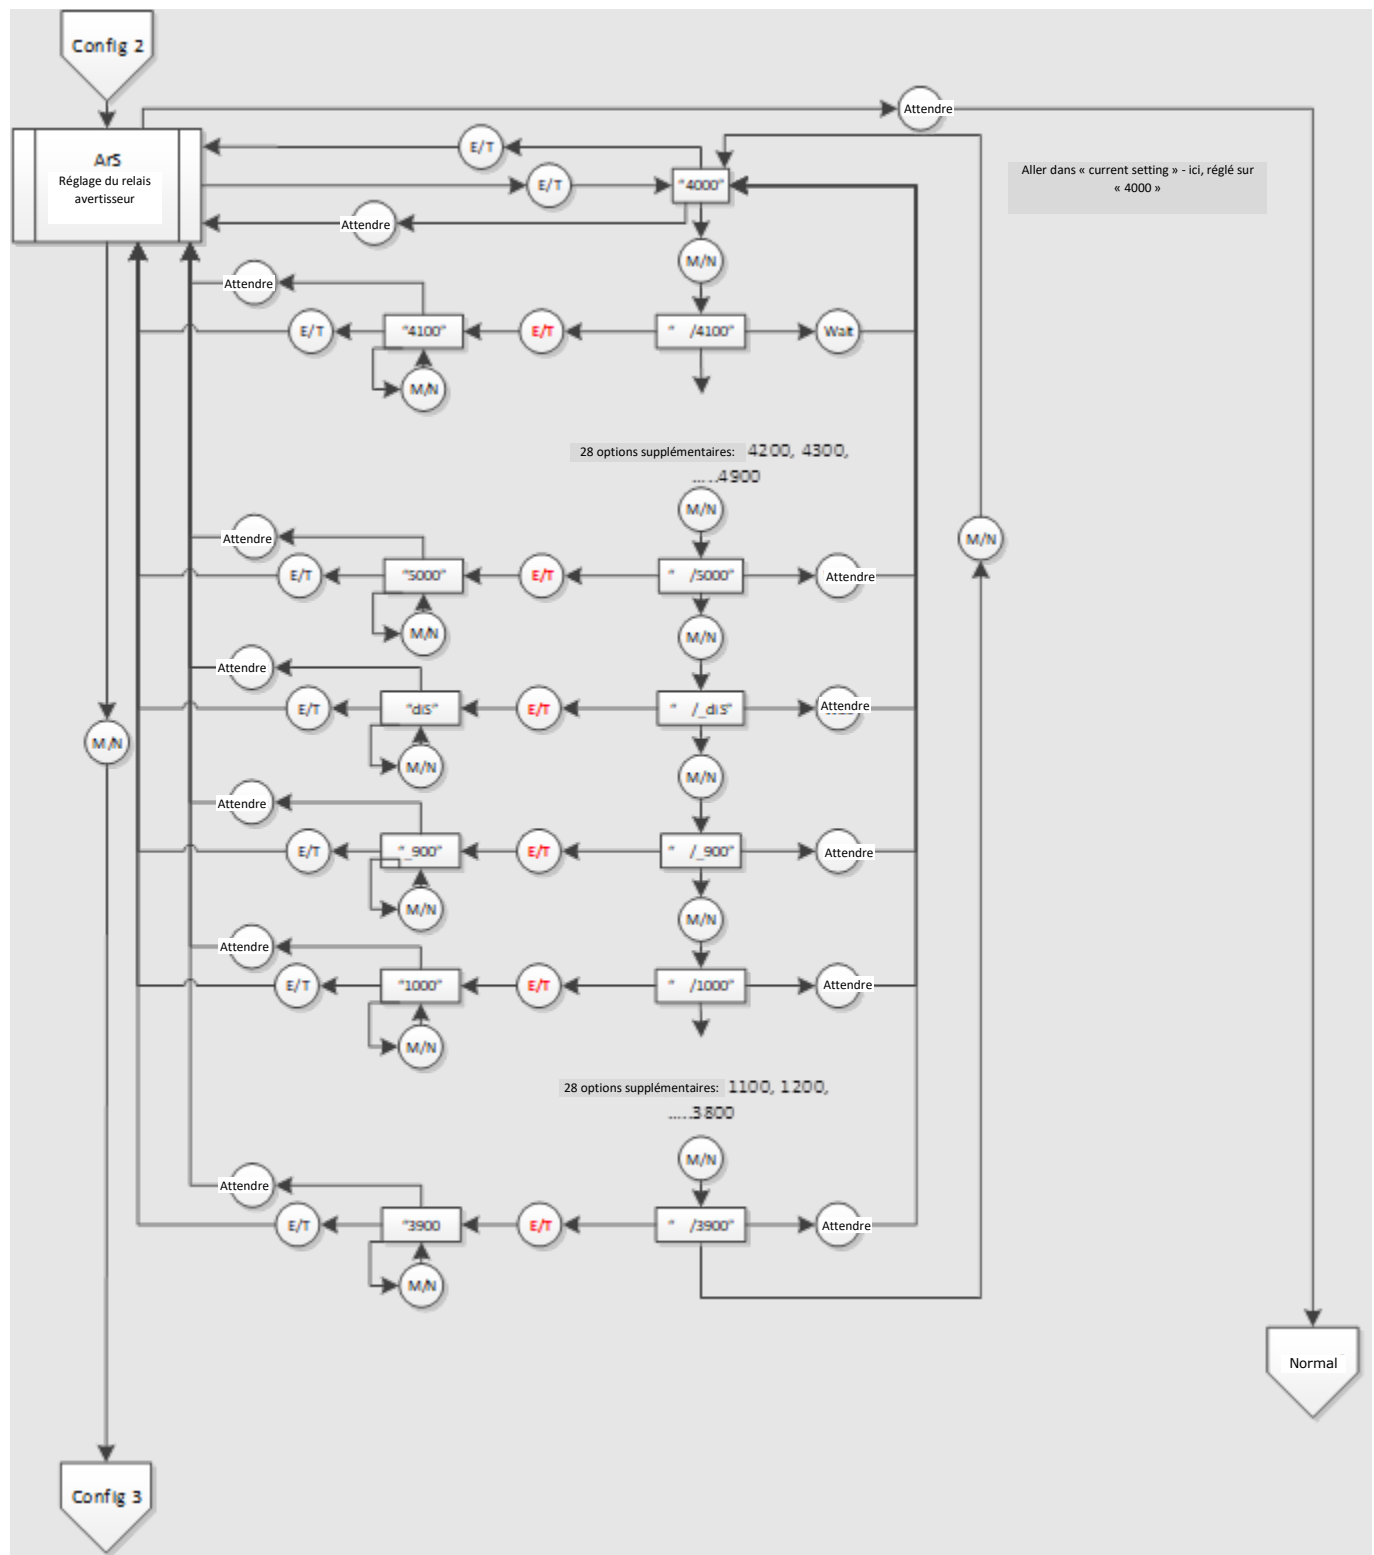 Config 2
Attendre
ArS
Réglage du relais
avertisseur
E/T
E/T
"4000"
Aller dans « current setting » - ici, réglé sur
« 4000 »
Attendre
M/N
Attendre
E/T
"4100"
E/T
" /4100"
Wait
M/N
28 options supplémentaires: 4200, 4300,
.....4900
M/N
Attendre
M/N
E/T
"5000"
E/T
" /5000"
Attendre
M/N
M/N
Attendre
E/T
"diS"
E/T
" /_diS"
Attendre
M/N
M/N
M/N
Attendre
E/T
"_900"
E/T
" /_900"
Attendre
M/N
M/N
Attendre
E/T
"1000"
E/T
" /1000"
Attendre
M/N
28 options supplémentaires: 1100, 1200,
.....3800
M/N
Attendre
E/T
"3900
E/T
" /3900"
Attendre
M/N
Normal
Config 3